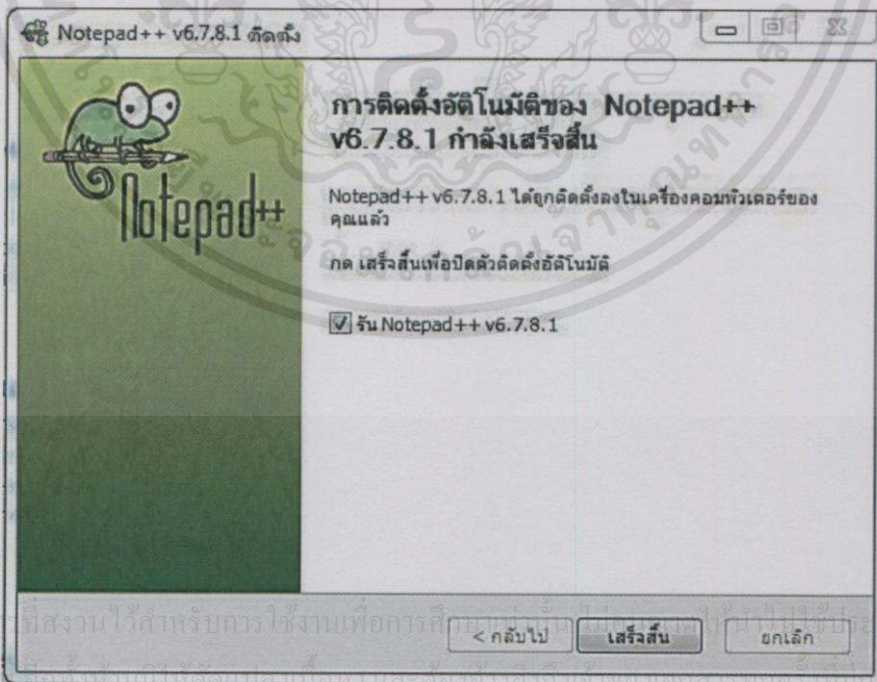 Notepad++ v6.7.8.1 ติดตั้ง
Notepad++
การติดตั้งอัติโนมัติของ Notepad++
v6.7.8.1 กำลังเสร็จสิ้น
Notepad++ v6.7.8.1 ได้ถูกติดตั้งลงในเครื่องคอมพิวเตอร์ของ
คุณแล้ว
กด เสร็จสิ้นเพื่อปิดตัวติดตั้งอัติโนมัติ
รัน Notepad++ v6.7.8.1
< กลับไป เสร็จสิ้น ยกเลิก